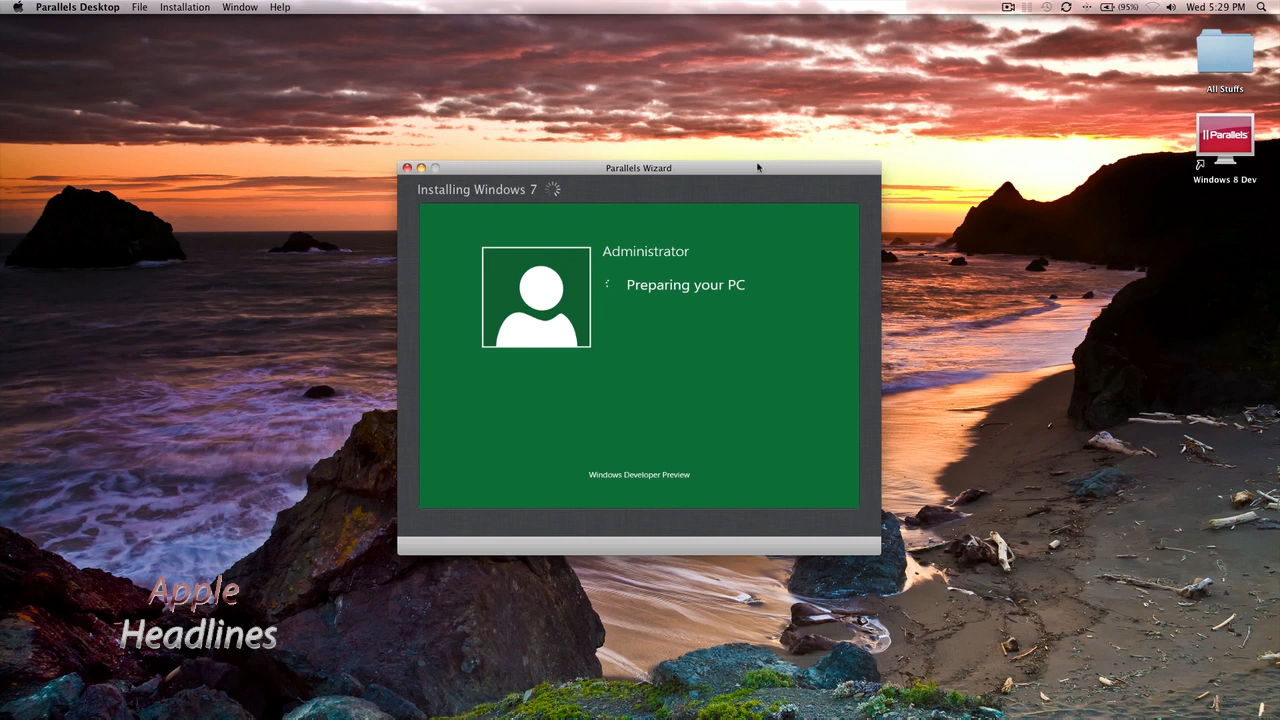 Parallels Desktop File Installation Window Help (95%) Wed 5:29 PM
All Stuffs
|| Parallels
Windows 8 Dev
Parallels Wizard
Installing Windows 7
Administrator
Preparing your PC
Windows Developer Preview
Apple
Headlines